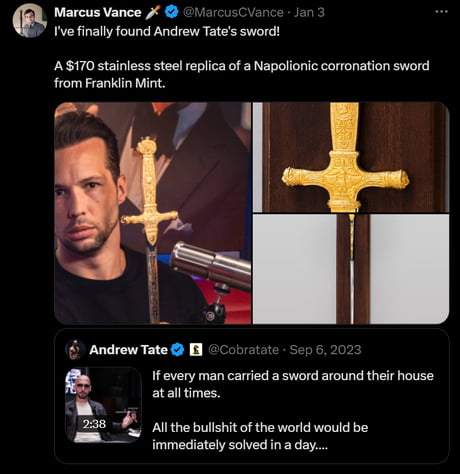 Marcus Vance 🗡️ @MarcusCVance · Jan 3
I've finally found Andrew Tate's sword!
A $170 stainless steel replica of a Napolionic corronation sword
from Franklin Mint.
Andrew Tate @Cobratate · Sep 6, 2023
If every man carried a sword around their house
at all times.
2:38
All the bullshit of the world would be
immediately solved in a day....